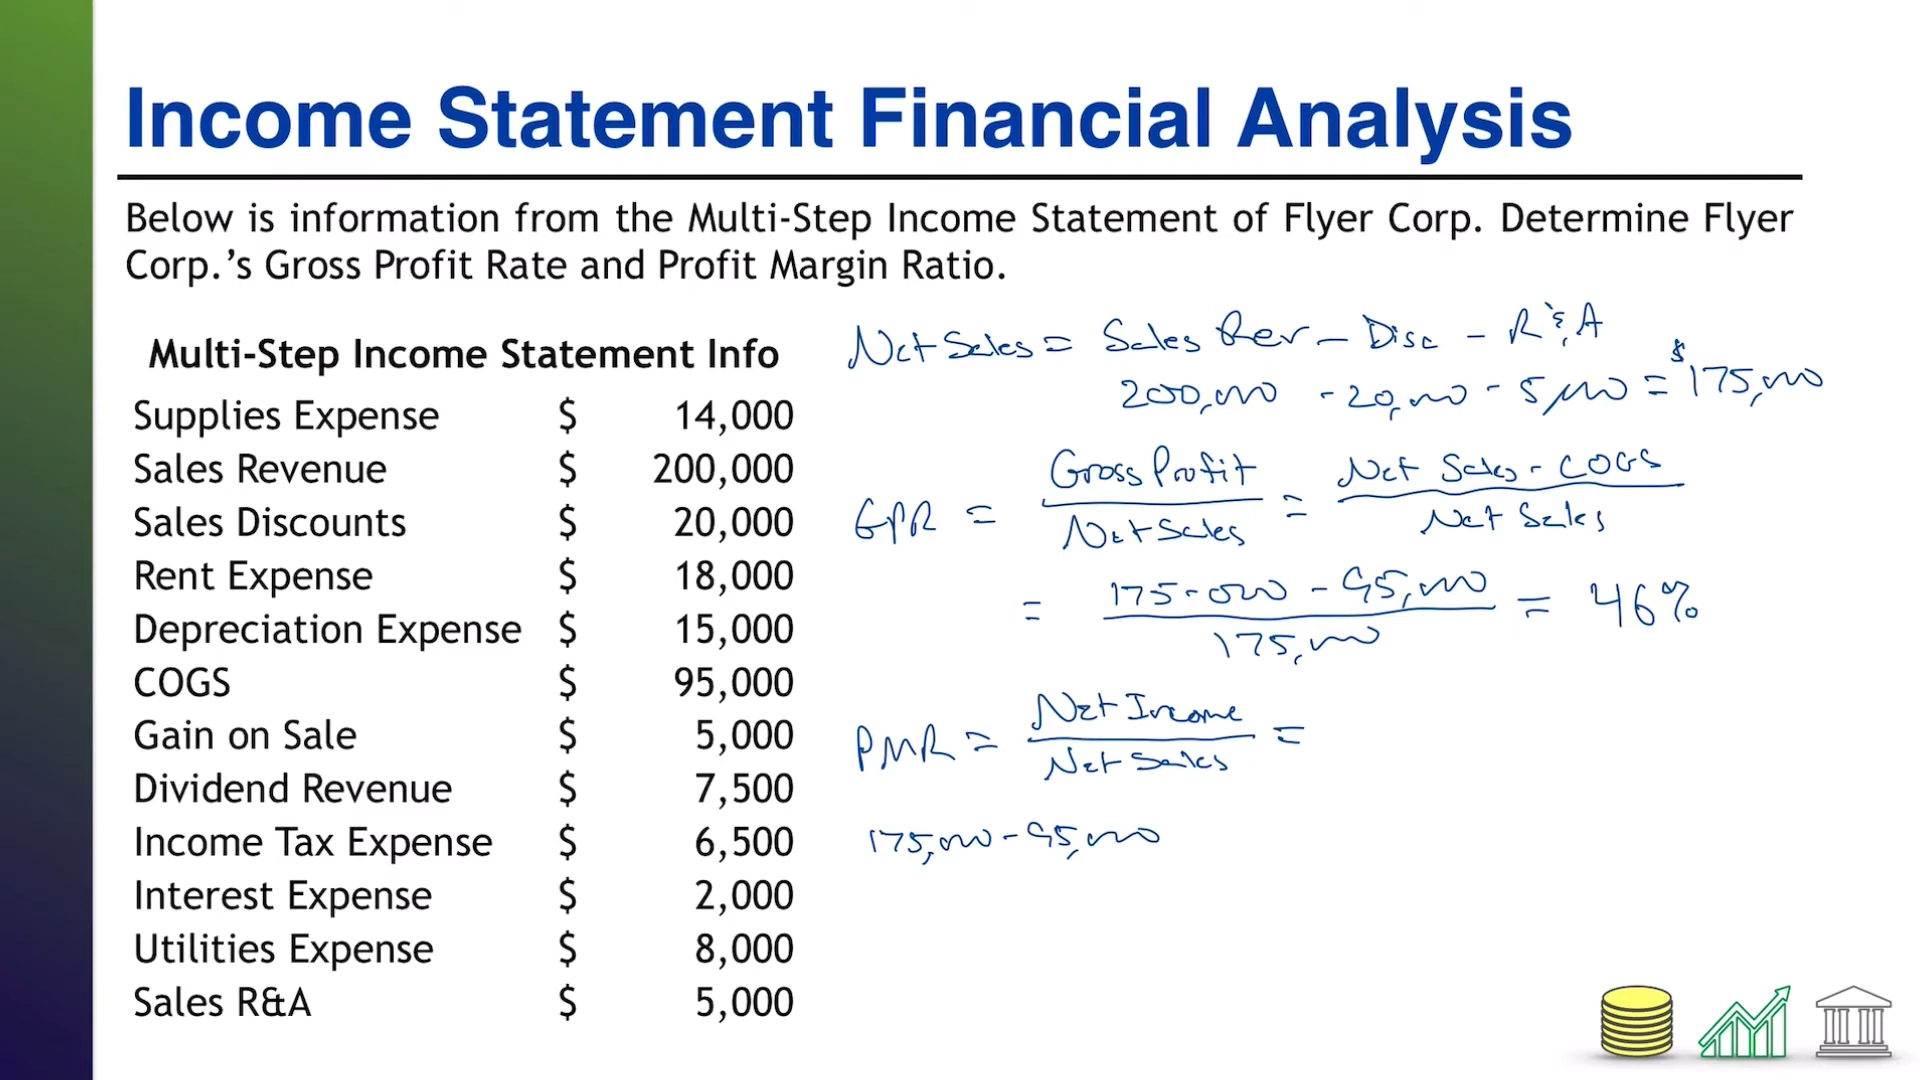 Income Statement Financial Analysis
Below is information from the Multi-Step Income Statement of Flyer Corp. Determine Flyer
Corp.’s Gross Profit Rate and Profit Margin Ratio.
Multi-Step Income Statement Info
Supplies Expense $ 14,000
Sales Revenue $ 200,000
Sales Discounts $ 20,000
Rent Expense $ 18,000
Depreciation Expense $ 15,000
COGS $ 95,000
Gain on Sale $ 5,000
Dividend Revenue $ 7,500
Income Tax Expense $ 6,500
Interest Expense $ 2,000
Utilities Expense $ 8,000
Sales R&A $ 5,000
Net Sales = Sales Rev - Disc - R & A
200,000 - 20,000 - 5,000 = $175,000
Gross Profit Net Sales - COGS
GPR = =
Net Sales Net Sales
175,000 - 95,000
= = 46%
175,000
Net Income
PMR = =
Net Sales
175,000 - 95,000